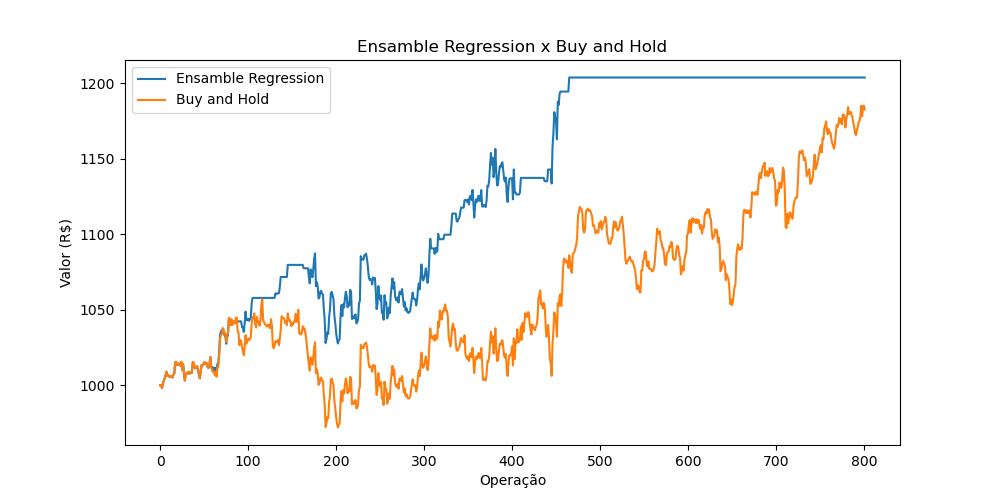 Ensamble Regression x Buy and Hold
Ensamble Regression
Buy and Hold
Valor (R$)
1200
1150
1100
1050
1000
0 100 200 300 400 500 600 700 800
Operação